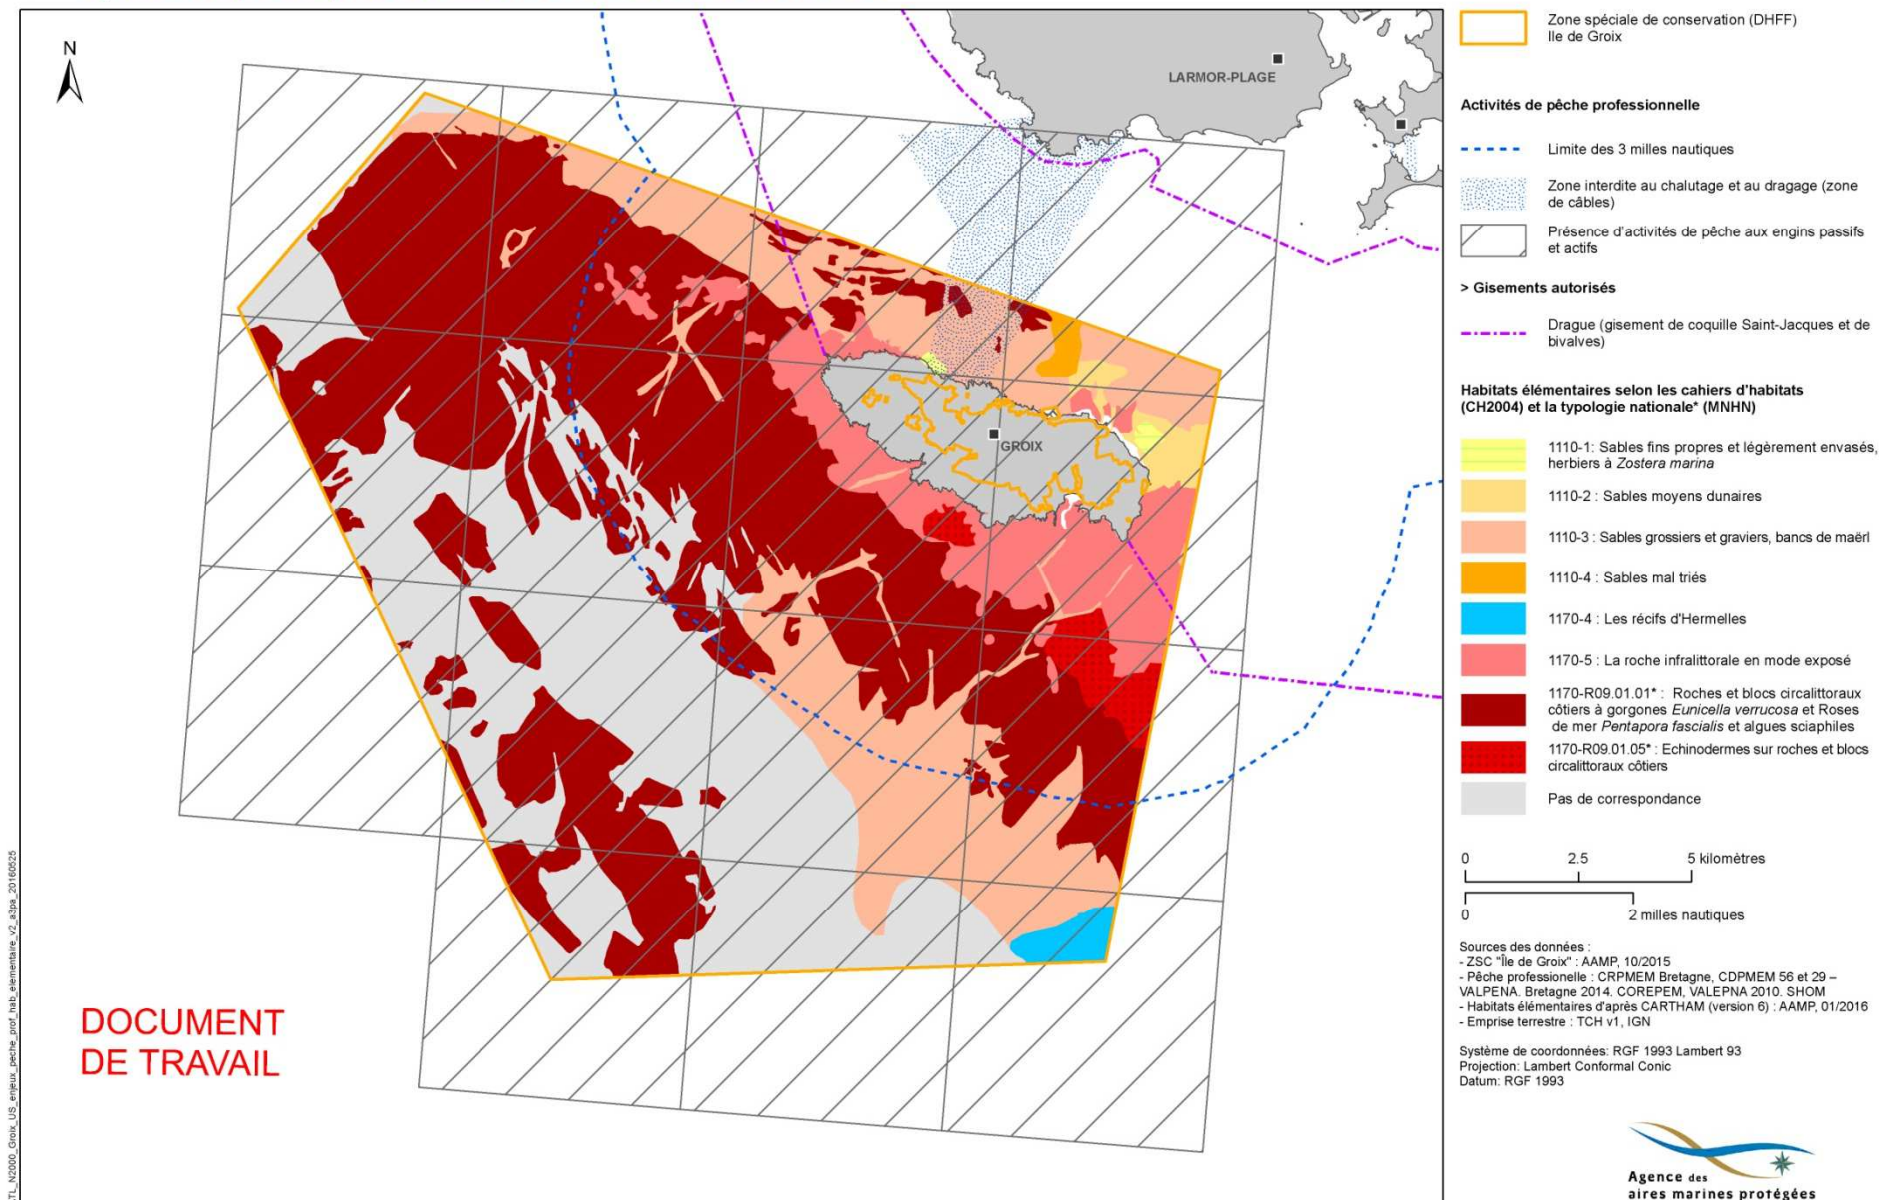 N
LARMOR-PLAGE
GROIX
DOCUMENT
DE TRAVAIL
TL_N2000_Groix_US_enjeux_peche_prof_hab_elementaire_v2_a3pa_20160525
Zone spéciale de conservation (DHFF)
Ile de Groix
Activités de pêche professionnelle
Limite des 3 milles nautiques
Zone interdite au chalutage et au dragage (zone
de câbles)
Présence d'activités de pêche aux engins passifs
et actifs
> Gisements autorisés
Drague (gisement de coquille Saint-Jacques et de
bivalves)
Habitats élémentaires selon les cahiers d'habitats
(CH2004) et la typologie nationale* (MNHN)
1110-1: Sables fins propres et légèrement envasés,
herbiers à Zostera marina
1110-2 : Sables moyens dunaires
1110-3 : Sables grossiers et graviers, bancs de maërl
1110-4 : Sables mal triés
1170-4 : Les récifs d'Hermelles
1170-5 : La roche infralittorale en mode exposé
1170-R09.01.01* : Roches et blocs circalittoraux
côtiers à gorgones Eunicella verrucosa et Roses
de mer Pentapora fascialis et algues sciaphiles
1170-R09.01.05* : Echinodermes sur roches et blocs
circalittoraux côtiers
Pas de correspondance
0 2.5 5 kilomètres
0 2 milles nautiques
Sources des données :
- ZSC "Île de Groix" : AAMP, 10/2015
- Pêche professionelle : CRPMEM Bretagne, CDPMEM 56 et 29 –
VALPENA. Bretagne 2014. COREPEM, VALEPNA 2010. SHOM
- Habitats élémentaires d'après CARTHAM (version 6) : AAMP, 01/2016
- Emprise terrestre : TCH v1, IGN
Système de coordonnées: RGF 1993 Lambert 93
Projection: Lambert Conformal Conic
Datum: RGF 1993
Agence des
aires marines protégées